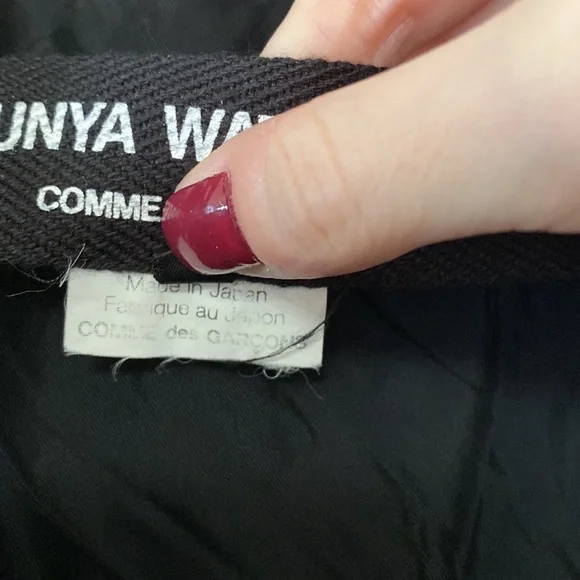 UNYA WA
COMME
Made in Japan
Fabrique au Japon
COMME des GARÇONS